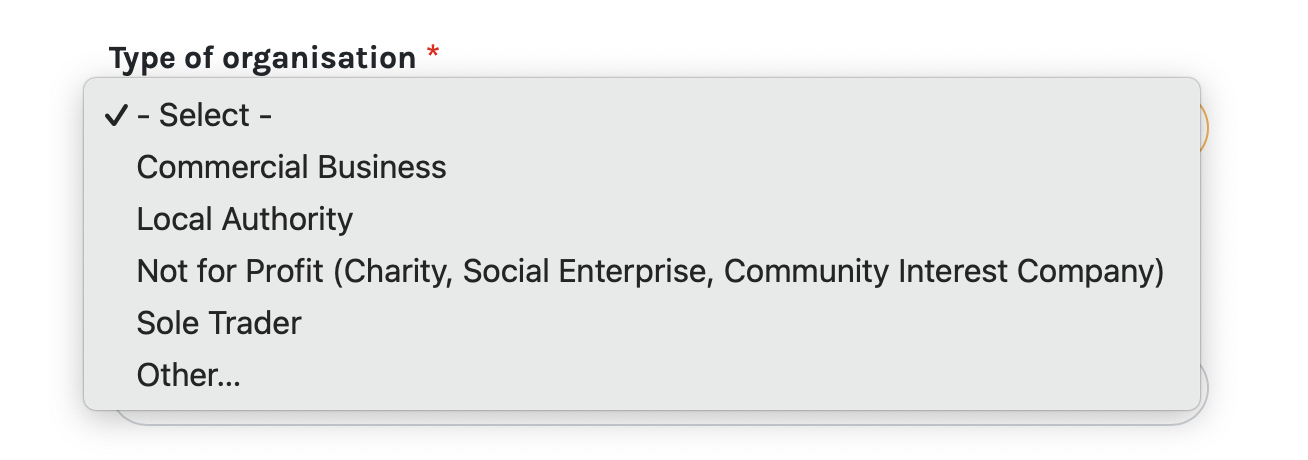 Type of organisation *
✓ - Select -
Commercial Business
Local Authority
Not for Profit (Charity, Social Enterprise, Community Interest Company)
Sole Trader
Other...